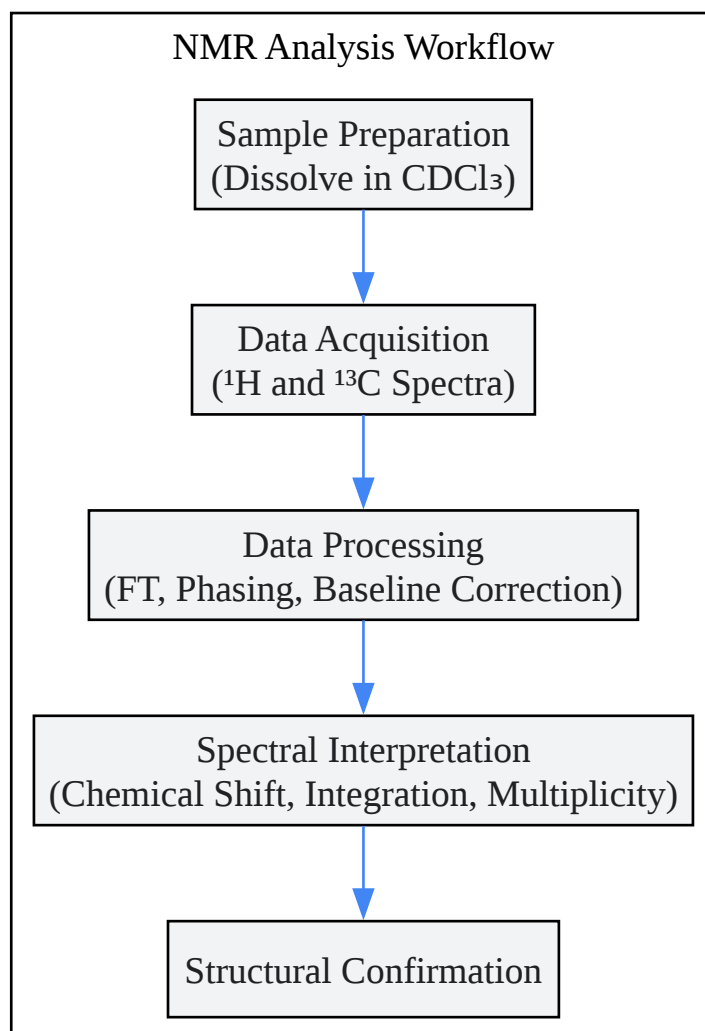 NMR Analysis Workflow
Sample Preparation
(Dissolve in CDCl₃)
Data Acquisition
(¹H and ¹³C Spectra)
Data Processing
(FT, Phasing, Baseline Correction)
Spectral Interpretation
(Chemical Shift, Integration, Multiplicity)
Structural Confirmation